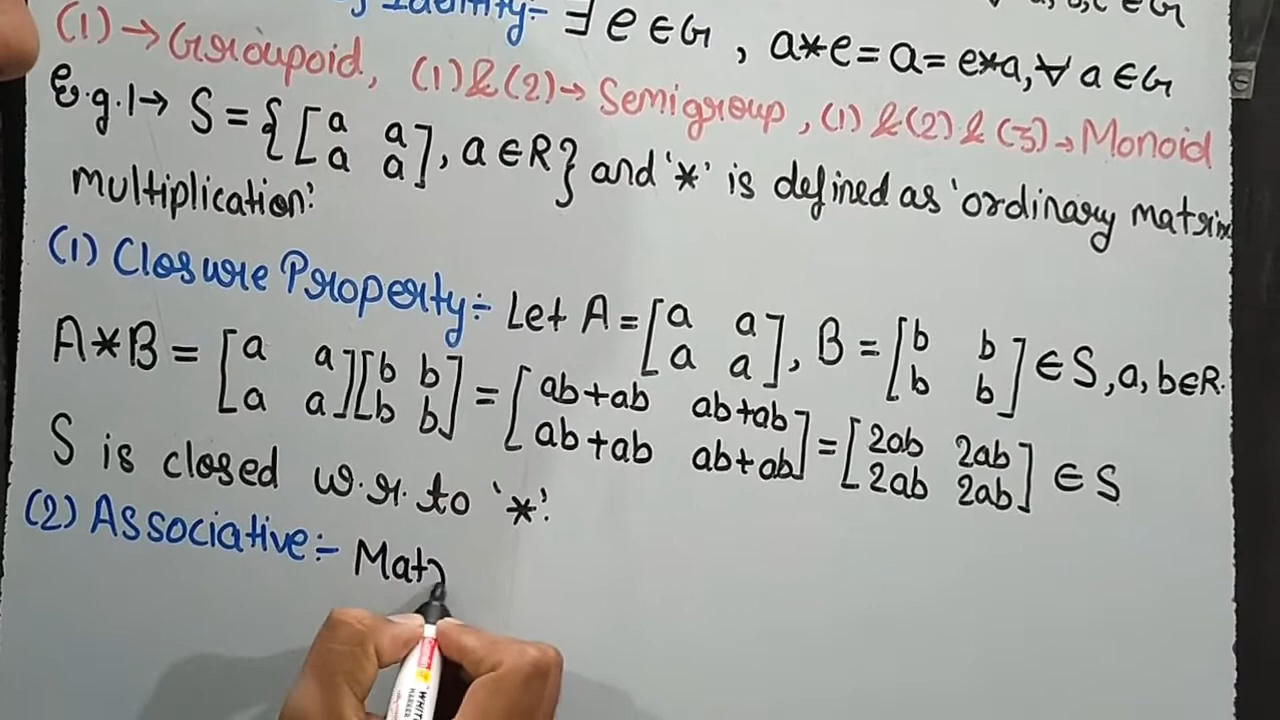 Identity:- ∃ e ∈ G, a*e = a = e*a, ∀ a ∈ G
(1) → Groupoid, (1) & (2) → Semigroup, (1) & (2) & (3) → Monoid
E.g.1 → S = {[a a
a a], a ∈ R} and '*' is defined as 'ordinary matrix
multiplication'
(1) Closure Property:- Let A = [a a
a a], B = [b b
b b] ∈ S, a, b ∈ R.
A*B = [a a
a a][b b
b b] = [ab+ab ab+ab
ab+ab ab+ab] = [2ab 2ab
2ab 2ab] ∈ S
S is closed w.r. to '*'.
(2) Associative:- Mat
WHIT
MARKER